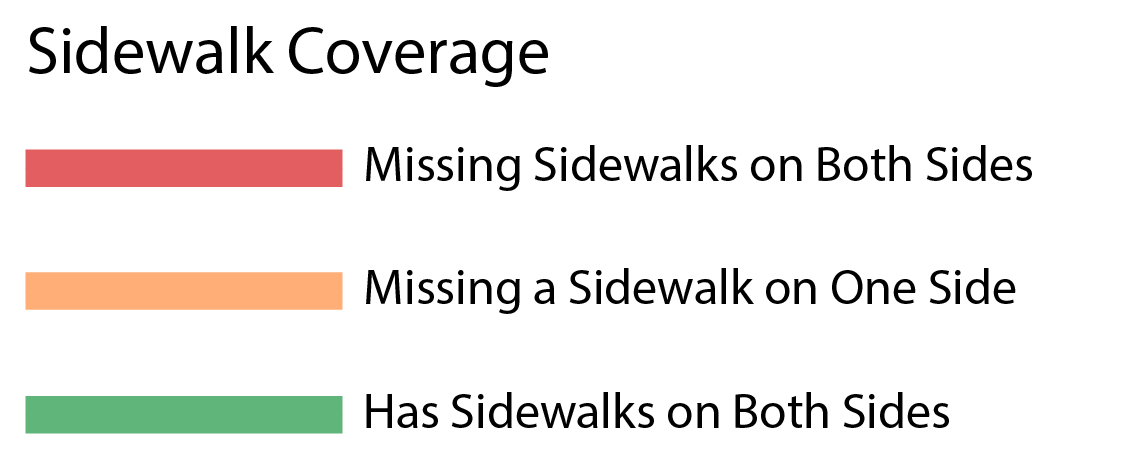 Sidewalk Coverage
Missing Sidewalks on Both Sides
Missing a Sidewalk on One Side
Has Sidewalks on Both Sides